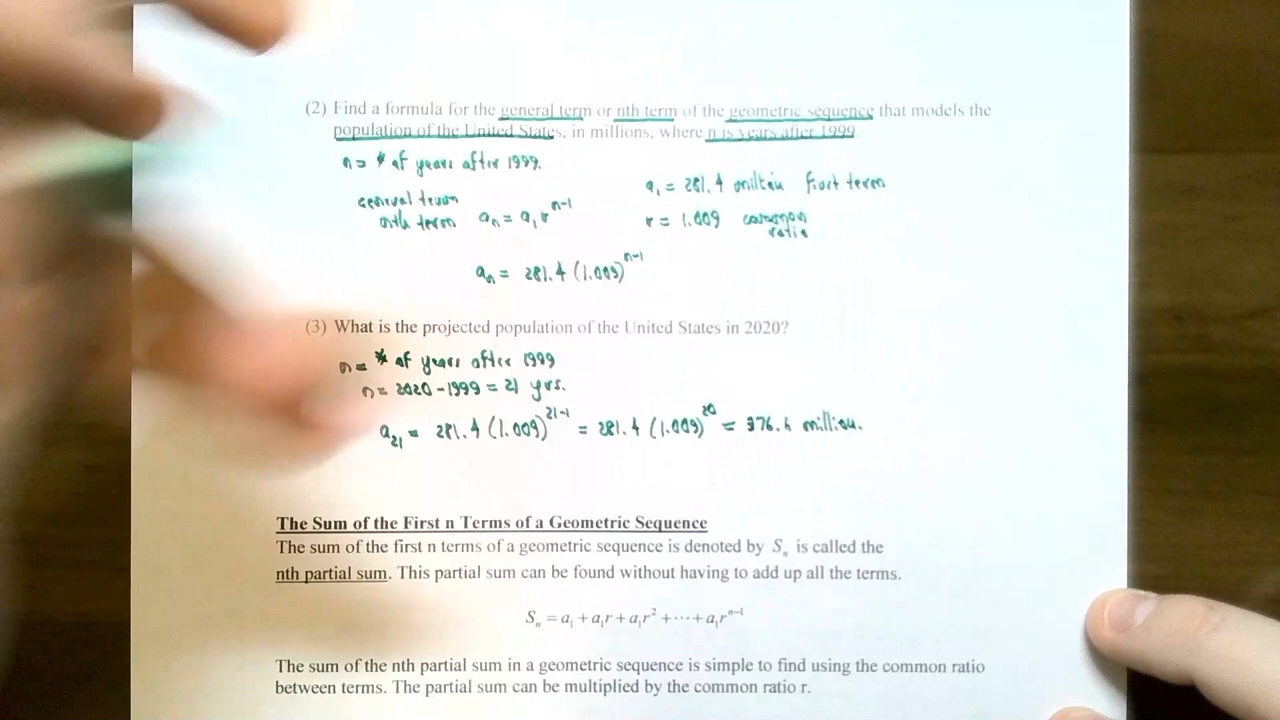 (2) Find a formula for the general term or nth term of the geometric sequence that models the
population of the United States, in millions, where n is years after 1999.
n = # of years after 1999.
a₁ = 281.4 million first term
general term
nth term aₙ = a₁ rⁿ⁻¹
r = 1.009 common
ratio
aₙ = 281.4 (1.009)ⁿ⁻¹
(3) What is the projected population of the United States in 2020?
n = # of years after 1999
n = 2020 - 1999 = 21 yrs.
a₂₁ = 281.4 (1.009)²¹⁻¹ = 281.4 (1.009)²⁰ = million.
The Sum of the First n Terms of a Geometric Sequence
The sum of the first n terms of a geometric sequence is denoted by Sₙ is called the
nth partial sum. This partial sum can be found without having to add up all the terms.
Sₙ = a₁ + a₁r + a₁r² + ⋯ + a₁rⁿ⁻¹
The sum of the nth partial sum in a geometric sequence is simple to find using the common ratio
between terms. The partial sum can be multiplied by the common ratio r.